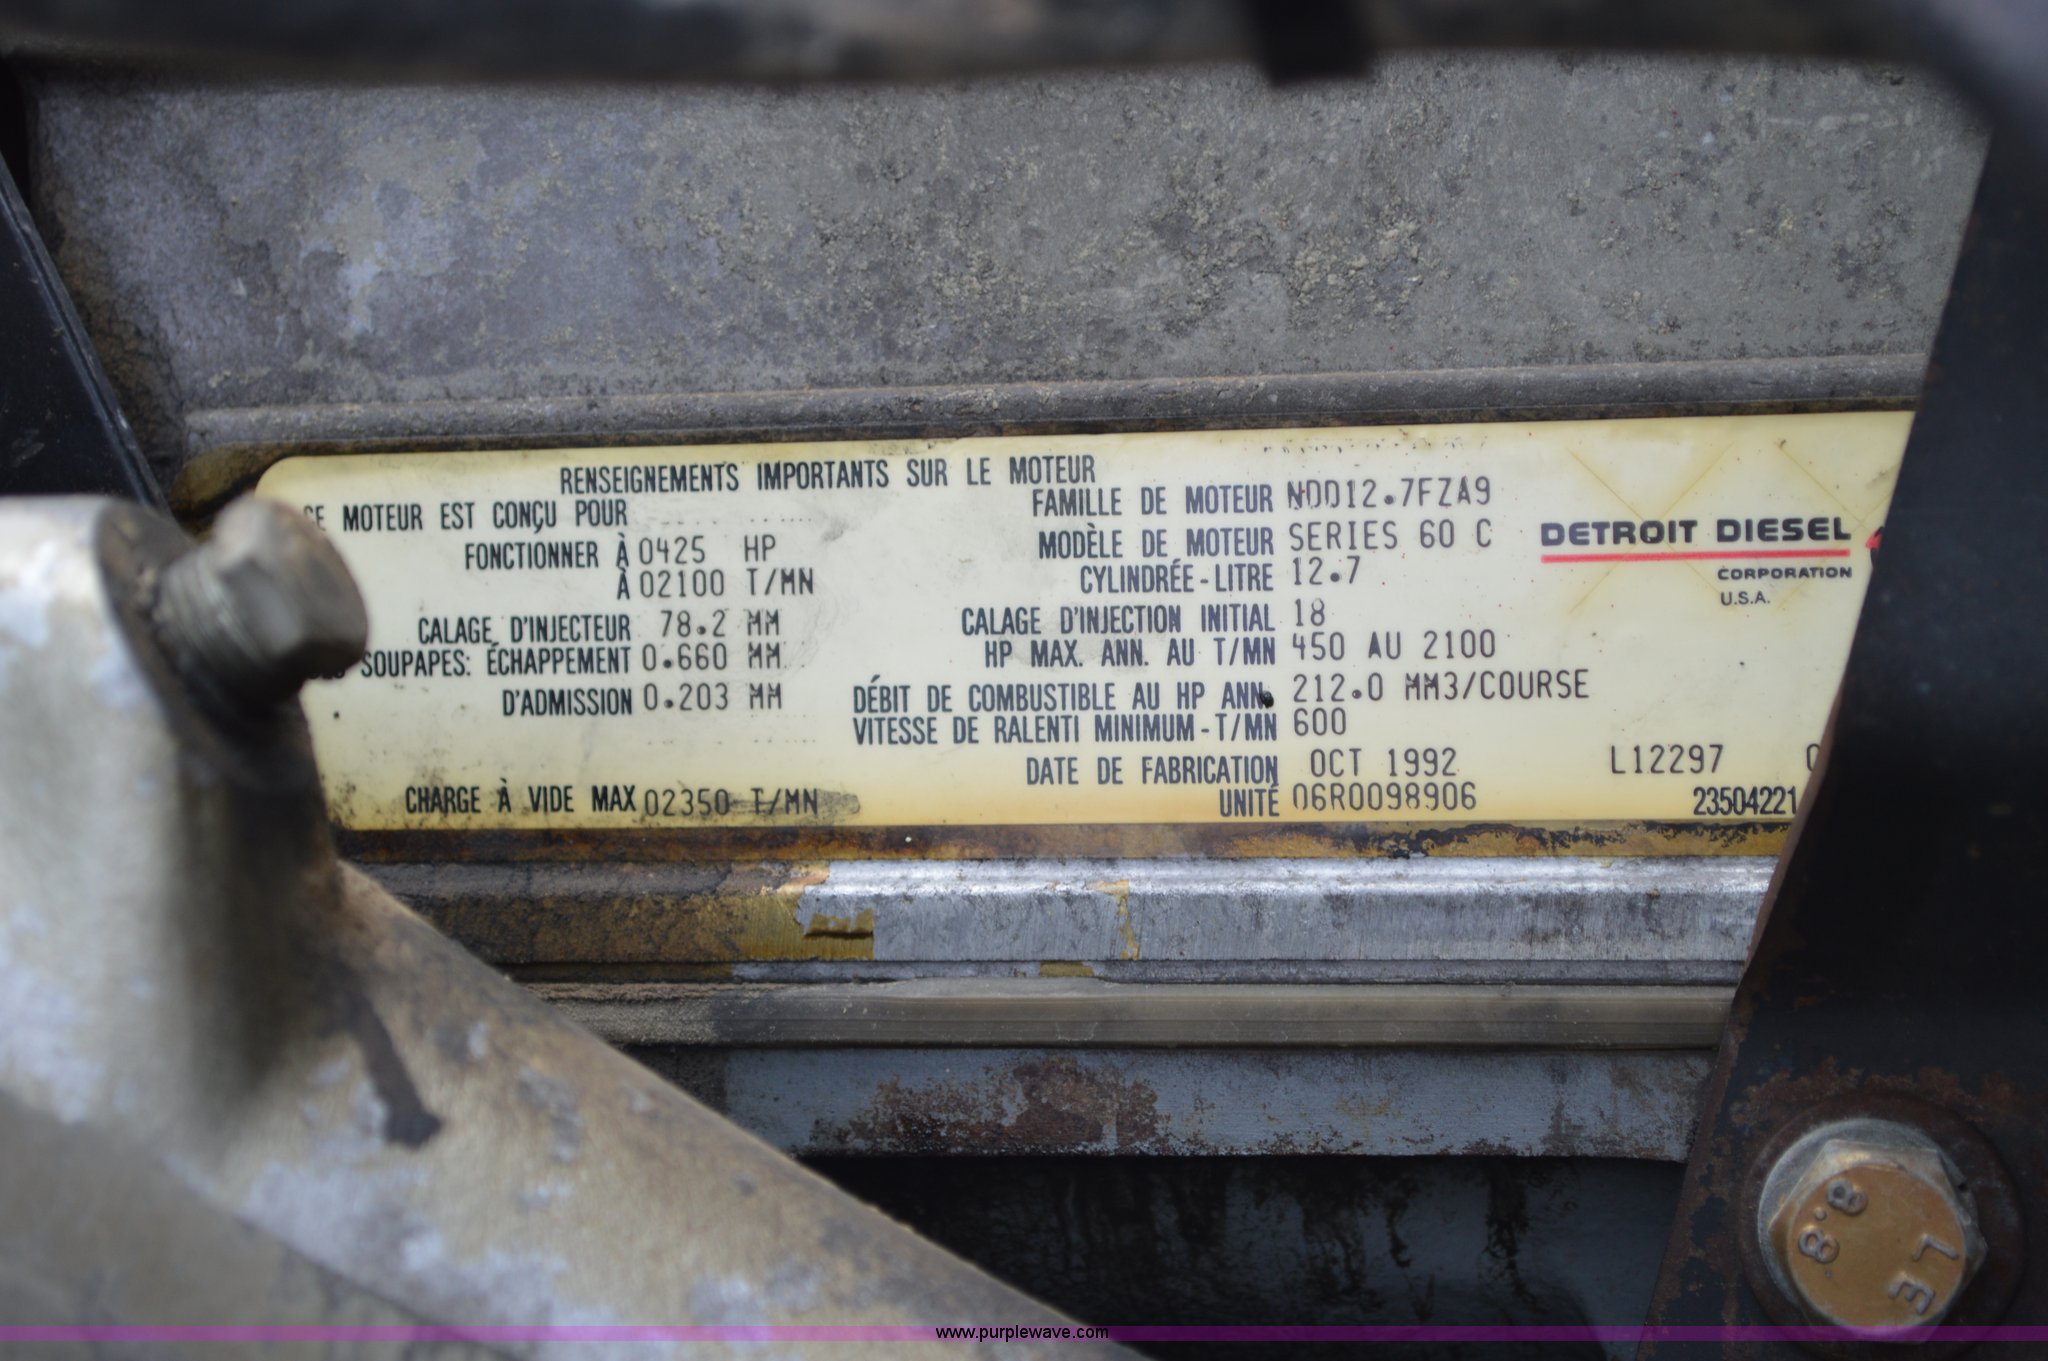 RENSEIGNEMENTS IMPORTANTS SUR LE MOTEUR
CE MOTEUR EST CONÇU POUR
FONCTIONNER À 0425 HP
À 02100 T/MN
CALAGE D'INJECTEUR 78.2 MM
SOUPAPES: ÉCHAPPEMENT 0.660 MM
D'ADMISSION 0.203 MM
CHARGE À VIDE MAX 02350 T/MN
FAMILLE DE MOTEUR NDD12.7FZA9
MODÈLE DE MOTEUR SERIES 60 C
CYLINDRÉE-LITRE 12.7
CALAGE D'INJECTION INITIAL 18
HP MAX. ANN. AU T/MN 450 AU 2100
DÉBIT DE COMBUSTIBLE AU HP ANN. 212.0 MM3/COURSE
VITESSE DE RALENTI MINIMUM-T/MN 600
DATE DE FABRICATION OCT 1992 L12297
UNITÉ 06R0098906 23504221
DETROIT DIESEL
CORPORATION
U.S.A.
8.8
LE
www.purplewave.com